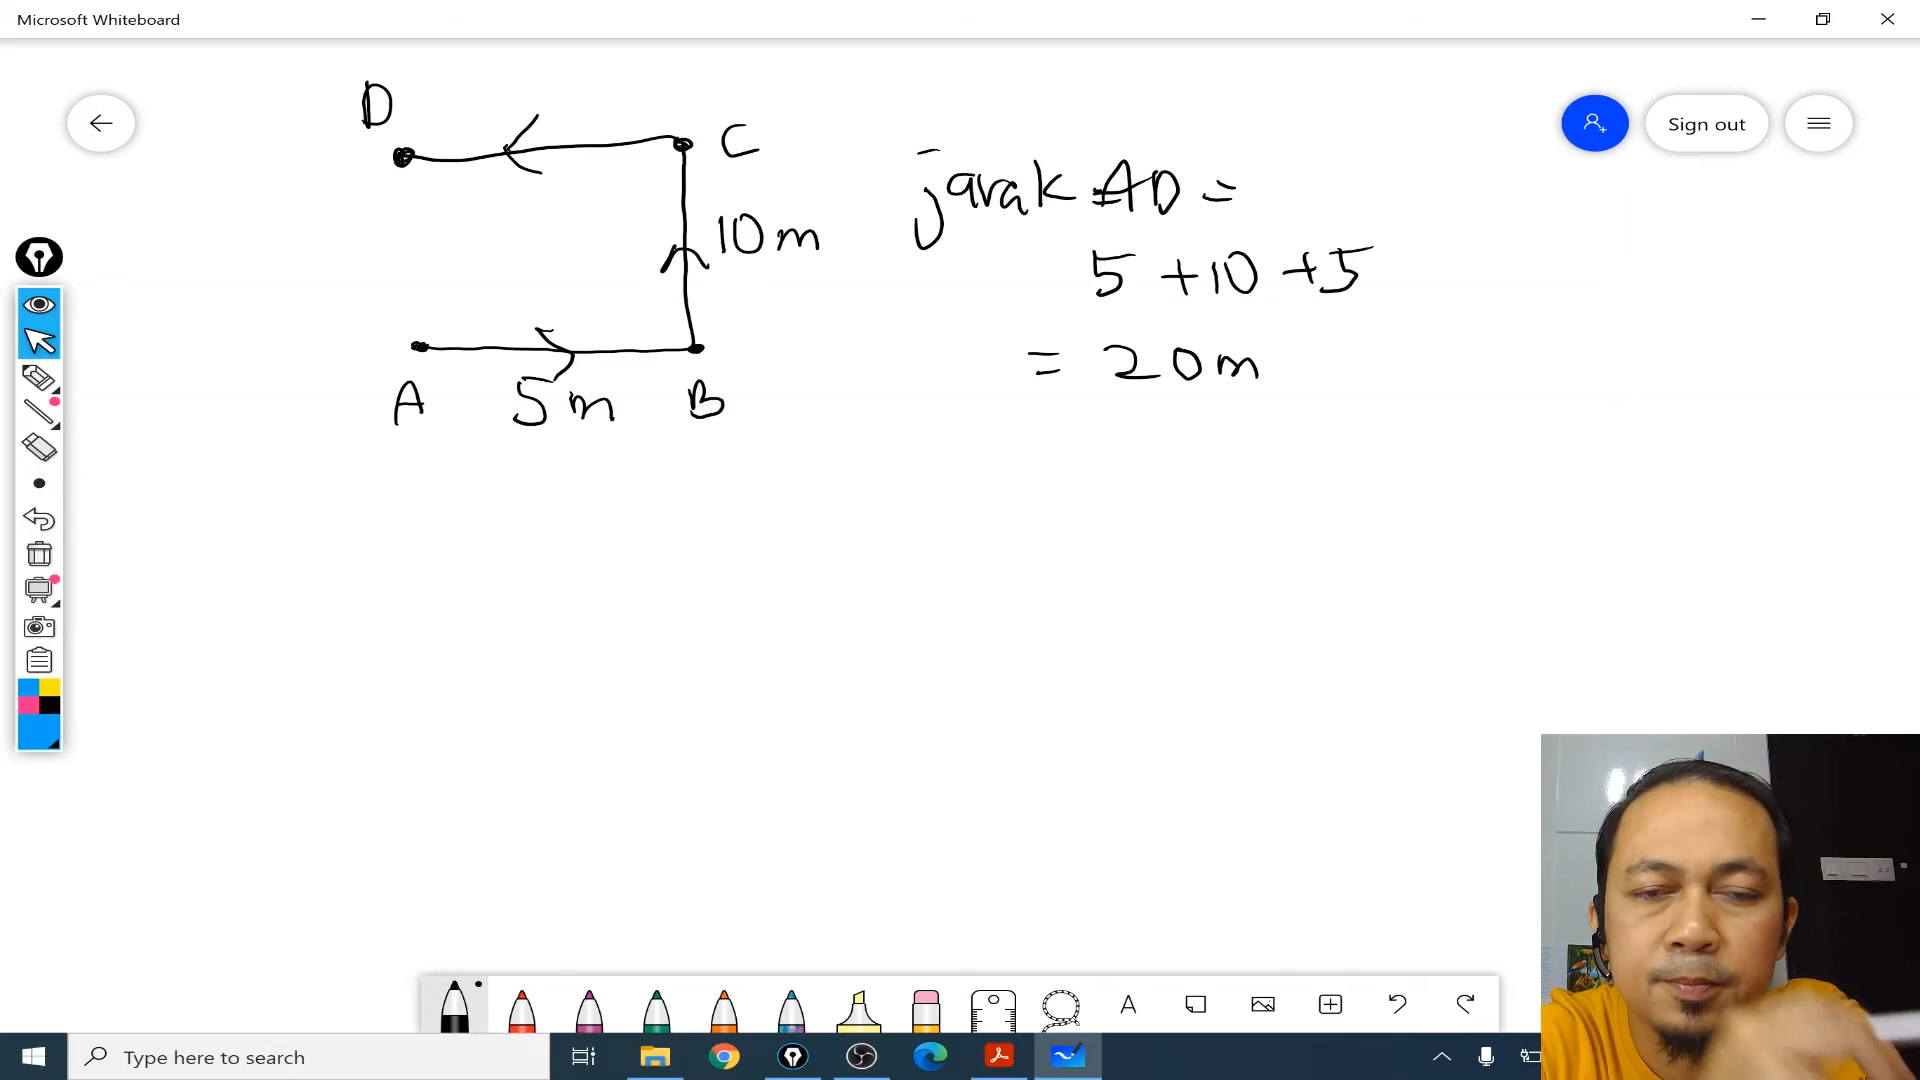 Microsoft Whiteboard
Sign out
D
C
10m
A 5m B
jarak AD =
5 +10 +5
= 20m
A
Type here to search